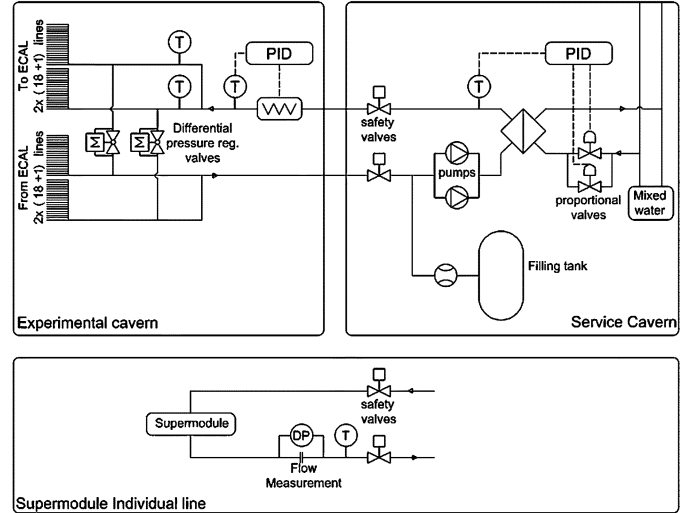 To ECAL
2x ( 18 +1) lines
From ECAL
2x ( 18 +1) lines
T
T
T
PID
Differential
pressure reg.
valves
M
M
Experimental cavern
safety
valves
T
PID
pumps
proportional
valves
Mixed
water
Filling tank
Service Cavern
safety
valves
Supermodule
DP
T
Flow
Measurement
Supermodule Individual line